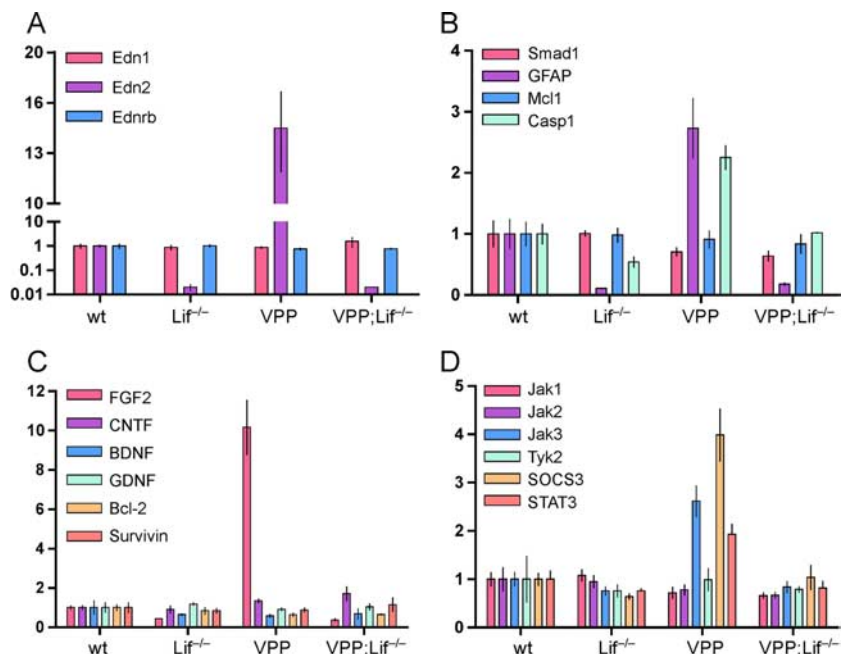 A
20
16
13
10
10
1
0.1
0.01
Edn1
Edn2
Ednrb
wt
Lif⁻/⁻
VPP
VPP;Lif⁻/⁻
B
4
3
2
1
0
Smad1
GFAP
Mcl1
Casp1
wt
Lif⁻/⁻
VPP
VPP;Lif⁻/⁻
C
12
10
8
6
4
2
0
FGF2
CNTF
BDNF
GDNF
Bcl-2
Survivin
wt
Lif⁻/⁻
VPP
VPP;Lif⁻/⁻
D
5
4
3
2
1
0
Jak1
Jak2
Jak3
Tyk2
SOCS3
STAT3
wt
Lif⁻/⁻
VPP
VPP;Lif⁻/⁻